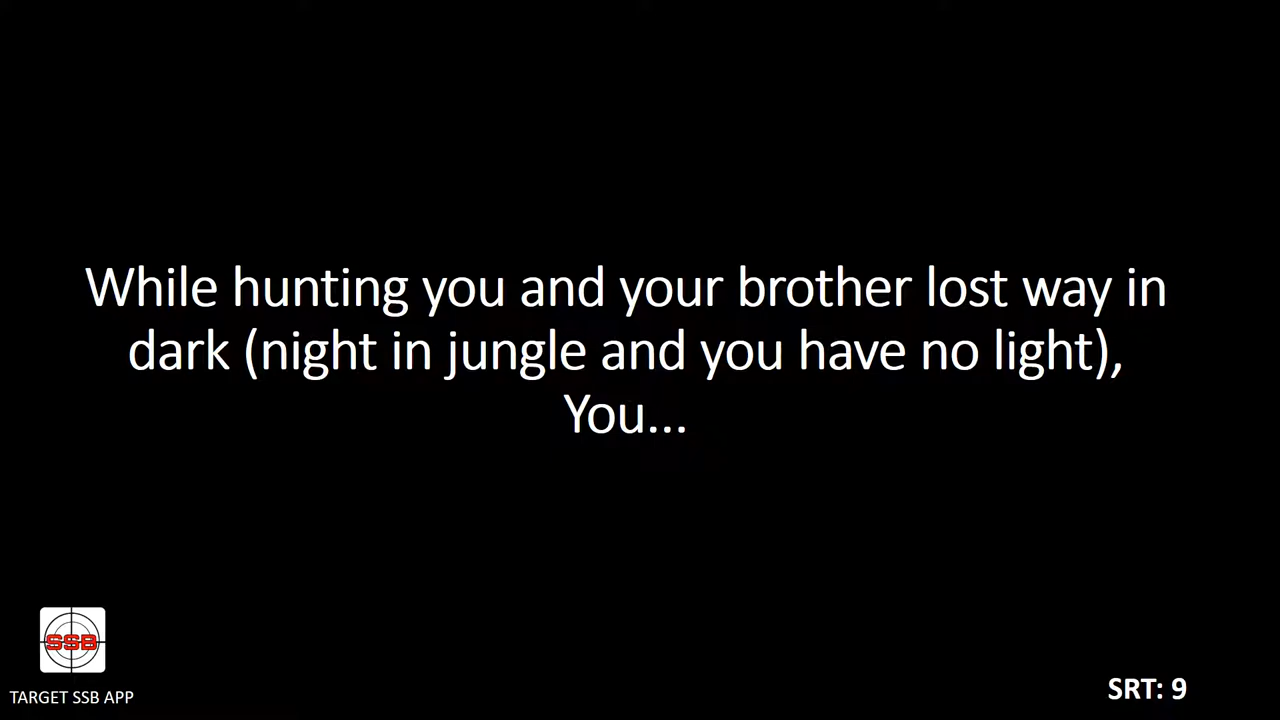 While hunting you and your brother lost way in
dark (night in jungle and you have no light),
You...
SSB
TARGET SSB APP
SRT: 9